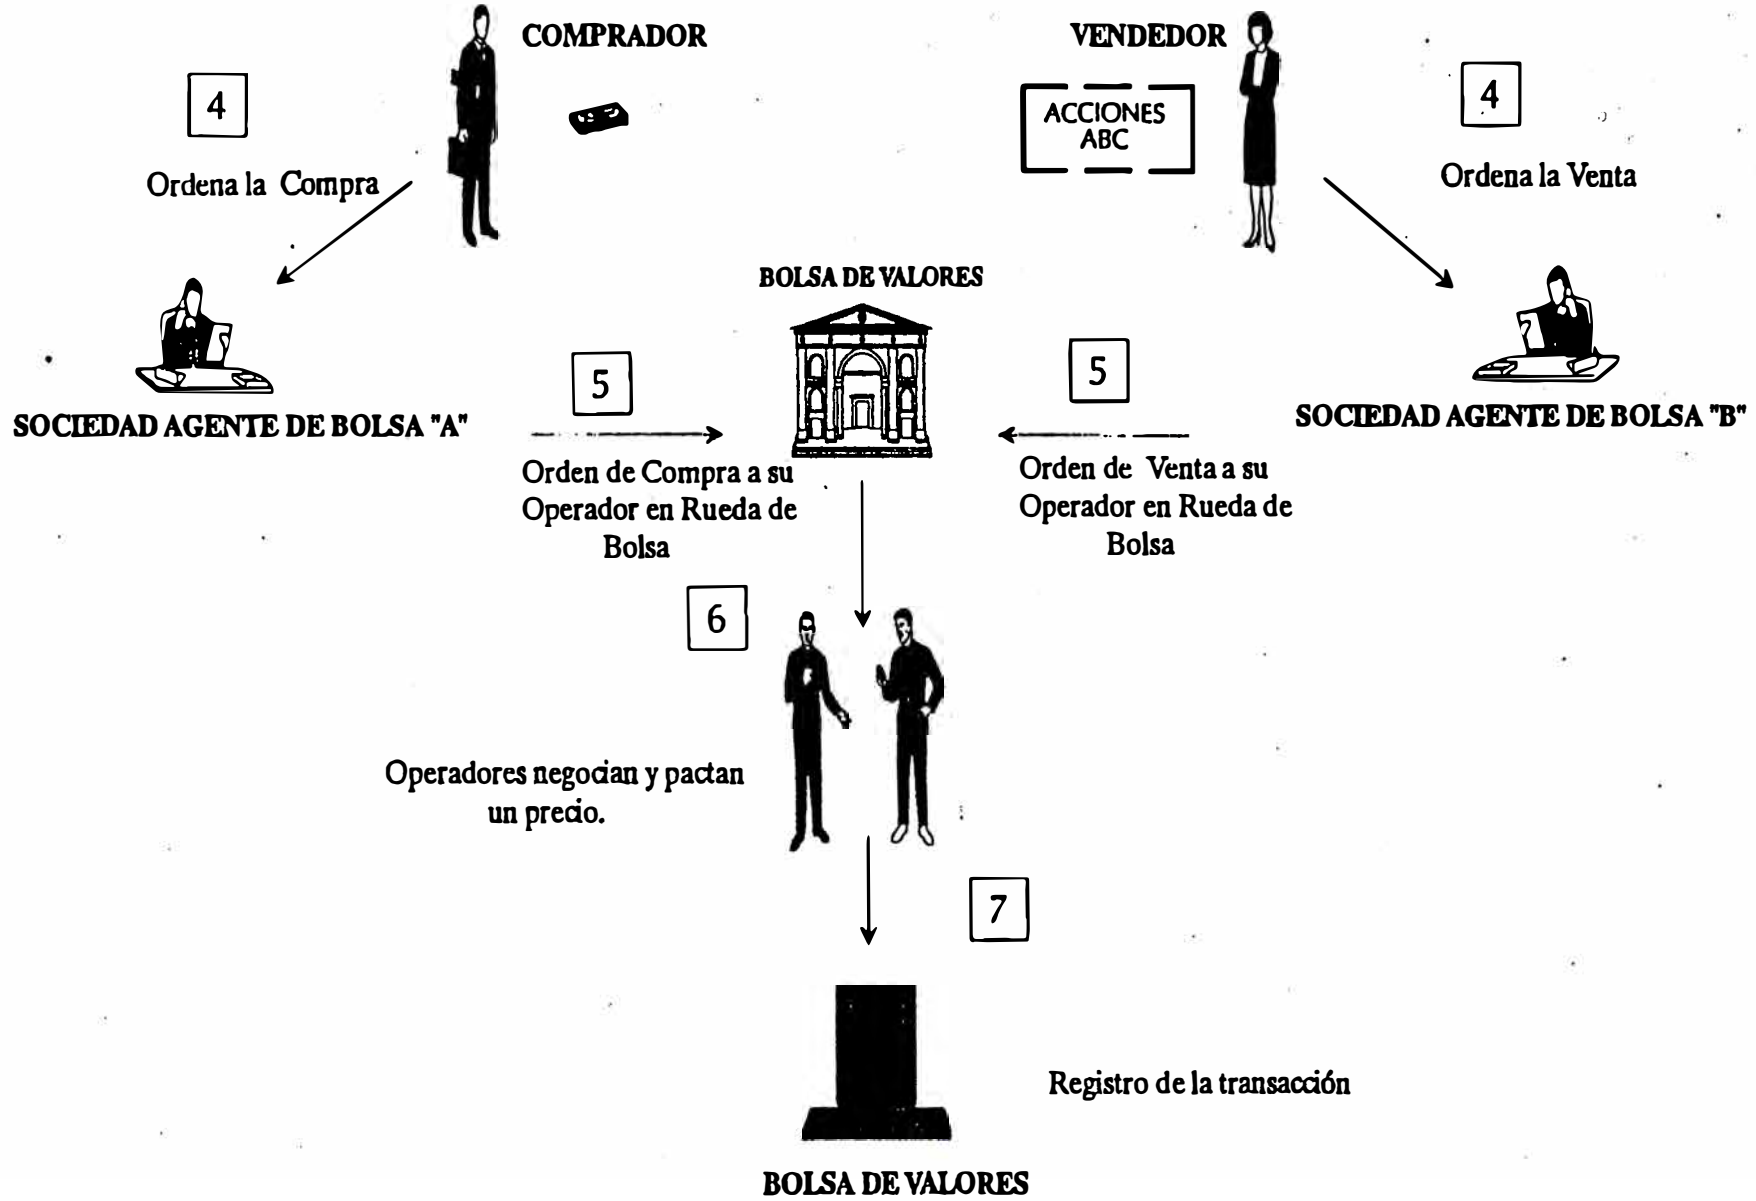 COMPRADOR
VENDEDOR
4
ACCIONES
ABC
4
Ordena la Compra
Ordena la Venta
BOLSA DE VALORES
5
5
SOCIEDAD AGENTE DE BOLSA "A"
SOCIEDAD AGENTE DE BOLSA "B"
Orden de Compra a su
Operador en Rueda de
Bolsa
Orden de Venta a su
Operador en Rueda de
Bolsa
6
Operadores negocian y pactan
un precio.
7
Registro de la transacción
BOLSA DE VALORES